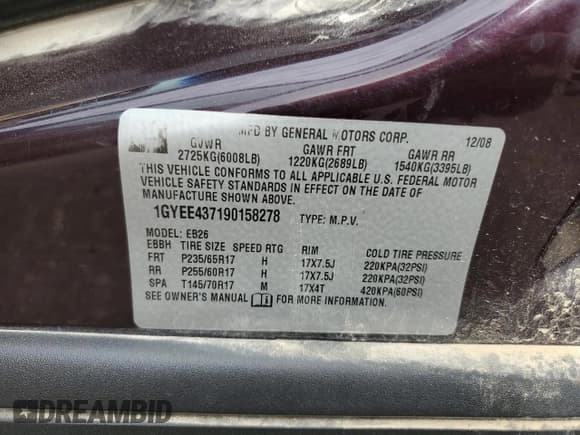 MFD BY GENERAL MOTORS CORP. 12/08
GVWR GAWR FRT GAWR RR
2725KG(6008LB) 1220KG(2689LB) 1540KG(3395LB)
THIS VEHICLE CONFORMS TO ALL APPLICABLE U.S. FEDERAL MOTOR
VEHICLE SAFETY STANDARDS IN EFFECT ON THE DATE OF
MANUFACTURE SHOWN ABOVE.
1GYEE437190158278 TYPE: M.P.V.
MODEL: EB26
EBBH TIRE SIZE SPEED RTG RIM COLD TIRE PRESSURE
FRT P235/65R17 H 17X7.5J 220KPA(32PSI)
RR P255/60R17 H 17X7.5J 220KPA(32PSI)
SPA T145/70R17 M 17X4T 420KPA(60PSI)
SEE OWNER'S MANUAL FOR MORE INFORMATION.
DREAMBID